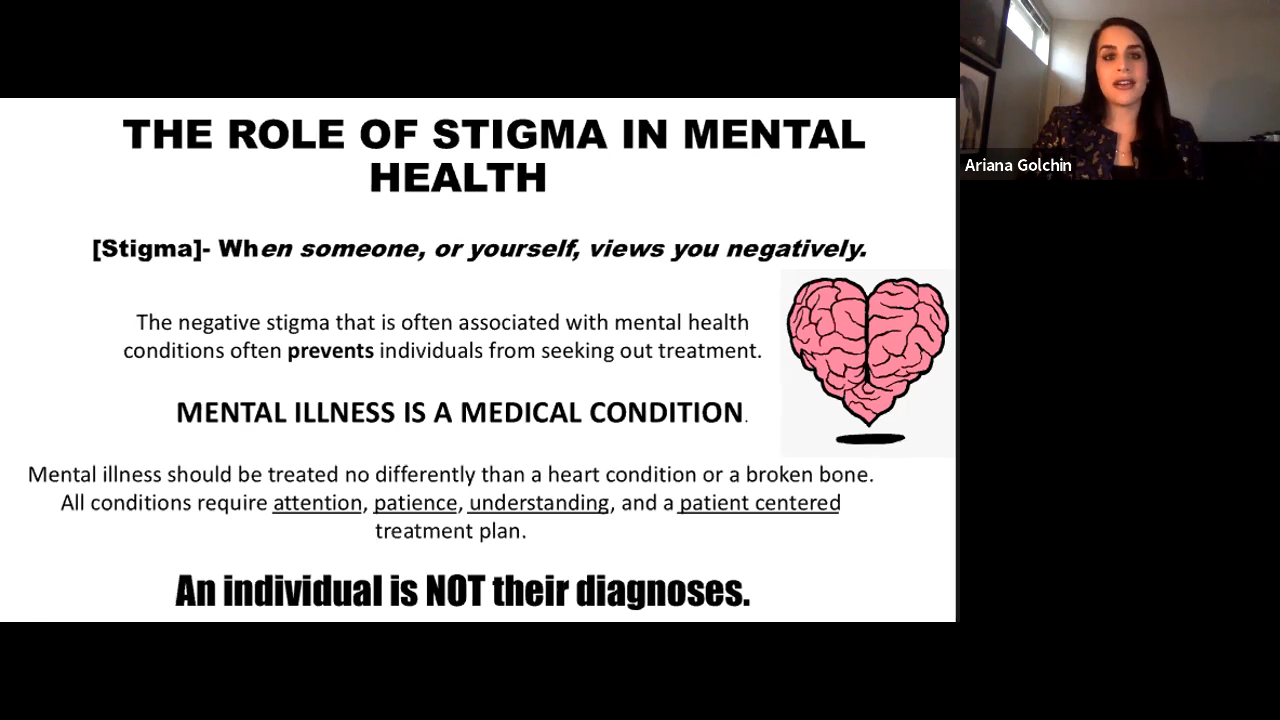 THE ROLE OF STIGMA IN MENTAL
HEALTH
[Stigma]- When someone, or yourself, views you negatively.
The negative stigma that is often associated with mental health
conditions often prevents individuals from seeking out treatment.
MENTAL ILLNESS IS A MEDICAL CONDITION.
Mental illness should be treated no differently than a heart condition or a broken bone.
All conditions require attention, patience, understanding, and a patient centered
treatment plan.
An individual is NOT their diagnoses.
Ariana Golchin